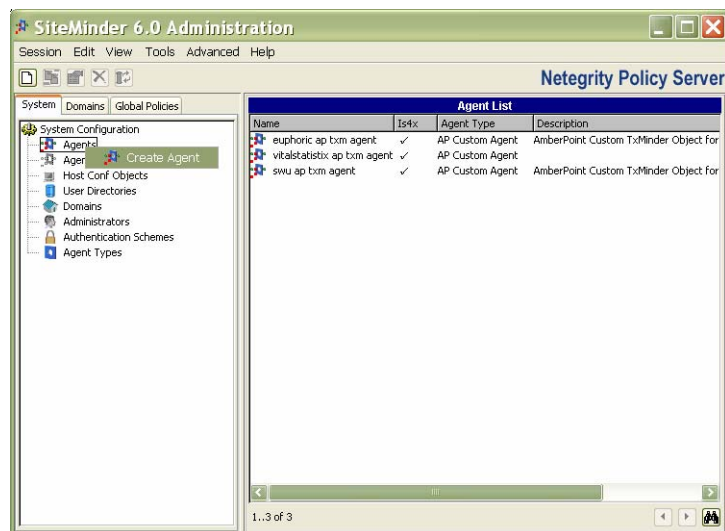 SiteMinder 6.0 Administration
Session Edit View Tools Advanced Help
Netegrity Policy Server
System Domains Global Policies
System Configuration
Agents
Agen
Create Agent
Host Conf Objects
User Directories
Domains
Administrators
Authentication Schemes
Agent Types
Agent List
Name Is4x Agent Type Description
euphoric ap txm agent ✓ AP Custom Agent AmberPoint Custom TxMinder Object for
vitalstatistix ap txm agent ✓ AP Custom Agent
swu ap txm agent ✓ AP Custom Agent AmberPoint Custom TxMinder Object for
1..3 of 3